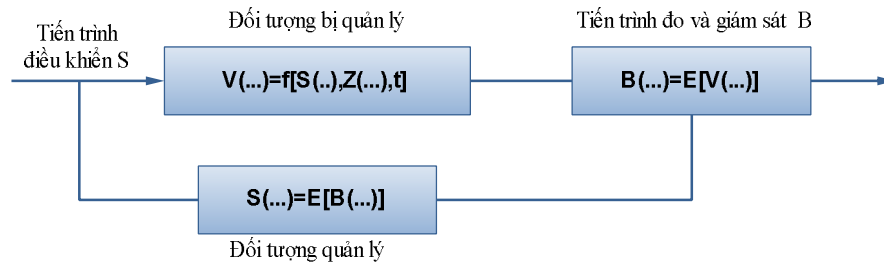 Tiến trình
điều khiển S
Đối tượng bị quản lý
Tiến trình đo và giám sát B
V(...)=f[S(..),Z(...),t]
B(...)=E[V(...)]
S(...)=E[B(...)]
Đối tượng quản lý